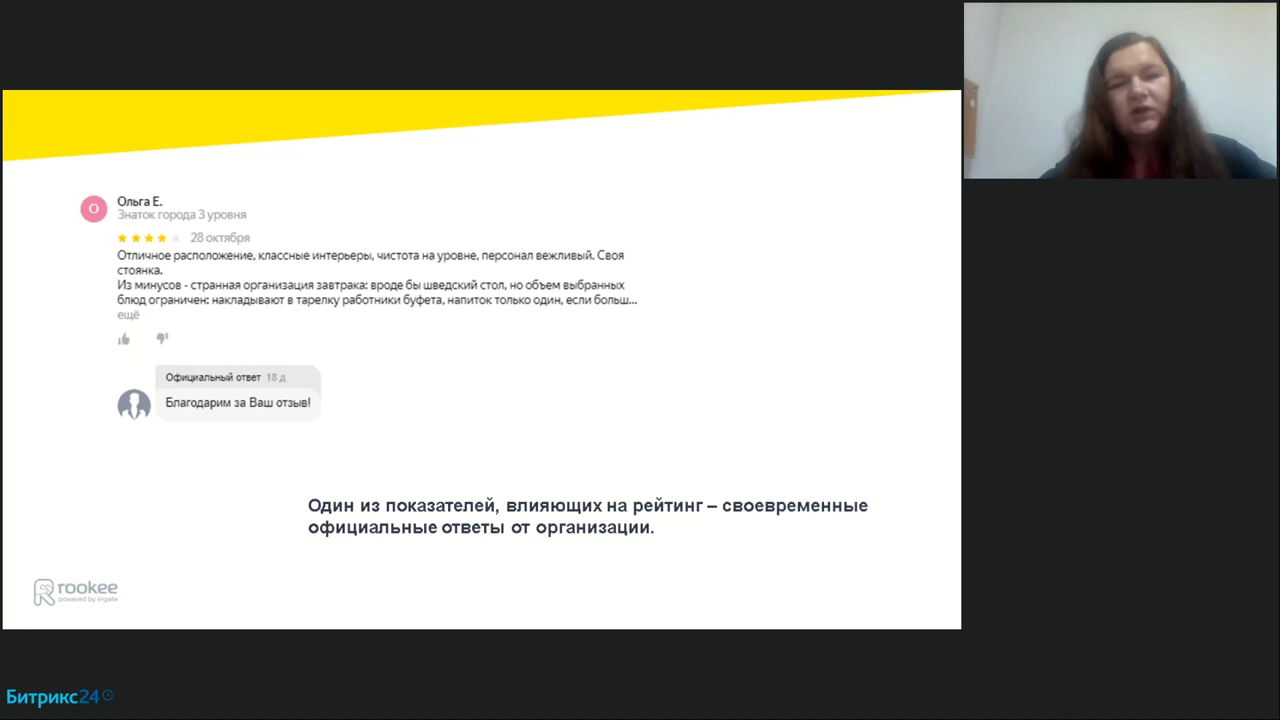 О
Ольга Е.
Знаток города 3 уровня
28 октября
Отличное расположение, классные интерьеры, чистота на уровне, персонал вежливый. Своя
стоянка.
Из минусов - странная организация завтрака: вроде бы шведский стол, но объем выбранных
блюд ограничен: накладывают в тарелку работники буфета, напиток только один, если больш...
ещё
Официальный ответ 18 д
Благодарим за Ваш отзыв!
Один из показателей, влияющих на рейтинг – своевременные
официальные ответы от организации.
rookee
powered by ingate
Битрикс24